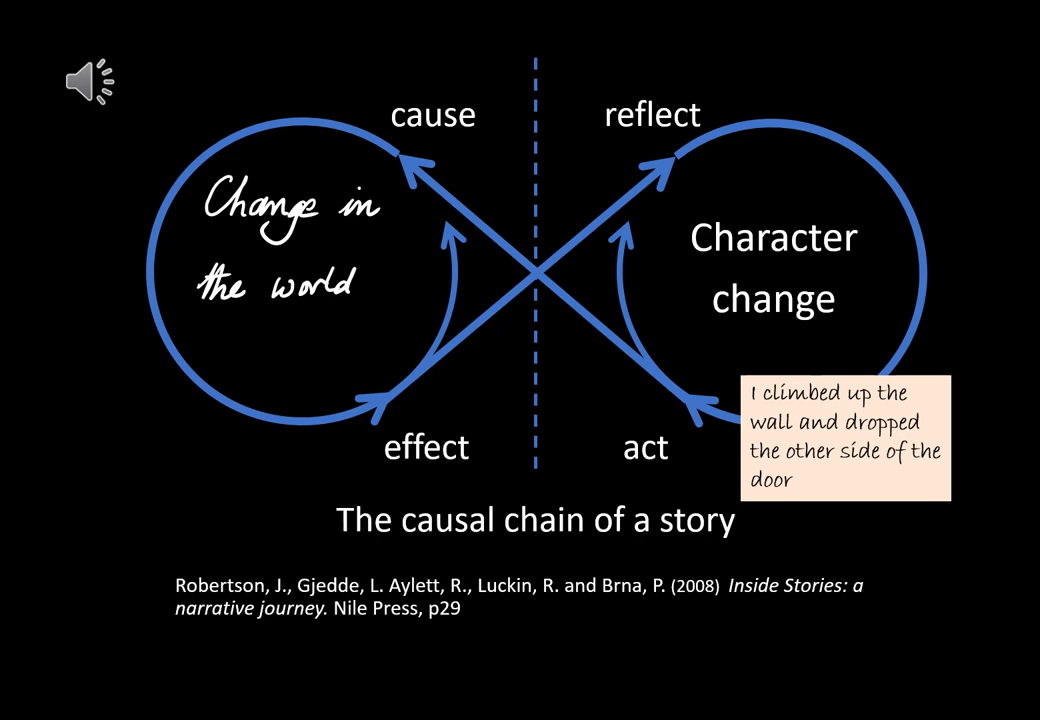 cause
reflect
Change in
the world
Character
change
effect
act
I climbed up the
wall and dropped
the other side of the
door
The causal chain of a story
Robertson, J., Gjedde, L. Aylett, R., Luckin, R. and Brna, P. (2008) Inside Stories: a
narrative journey. Nile Press, p29